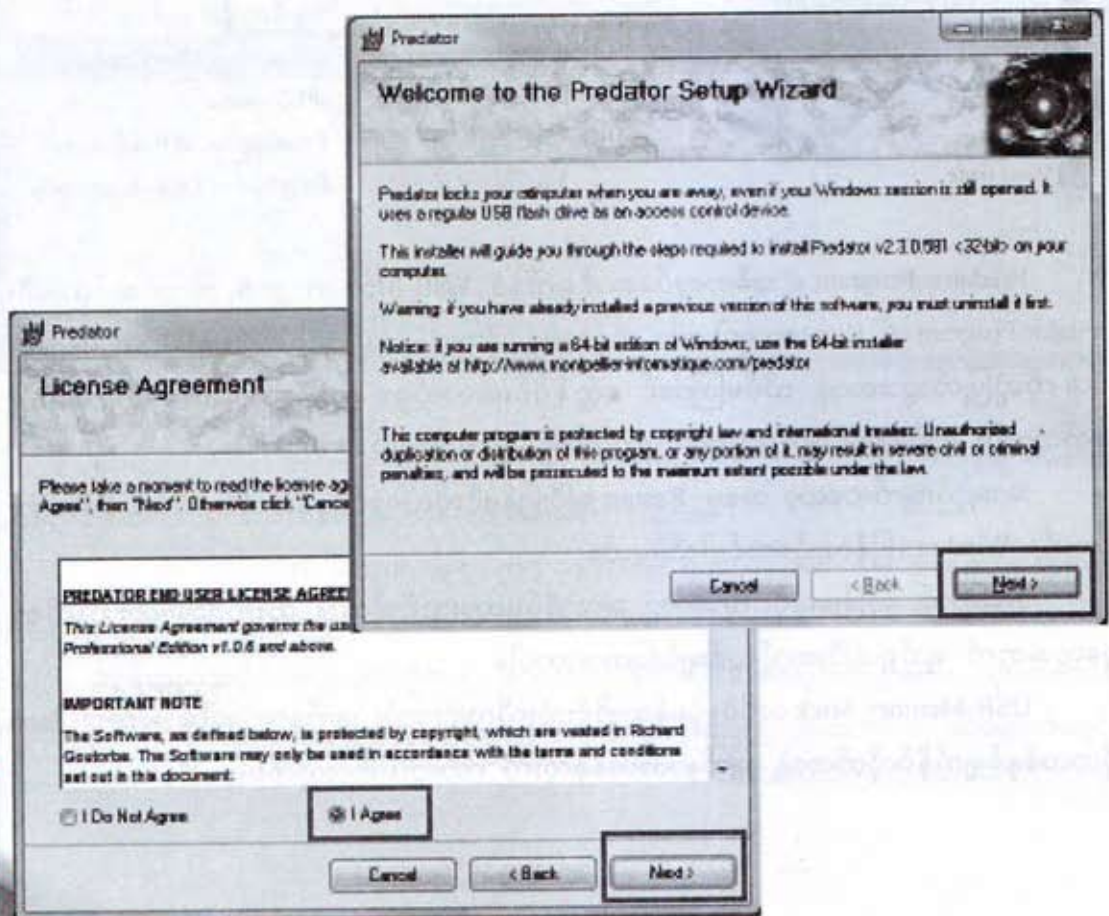 Predator
Welcome to the Predator Setup Wizard
Predator locks your computer when you are away, even if your Windows session is still opened. It
uses a regular USB flash drive as an access control device.
This installer will guide you through the steps required to install Predator <32-bit> on your
computer.
Warning: if you have already installed a previous version of this software, you must uninstall it first.
Notice: if you are running a 64-bit edition of Windows, use the 64-bit installer
available at http://www.montpellier-informatique.com/predator
This computer program is protected by copyright law and international treaties. Unauthorized
duplication or distribution of this program, or any portion of it, may result in severe civil or criminal
penalties, and will be prosecuted to the maximum extent possible under the law.
Cancel
< Back
Next >
Predator
License Agreement
Please take a moment to read the license
Agree", then "Next". Otherwise click "Cance
PREDATOR END USER LICENSE AGREE
This License Agreement governs the
Professional Edition v1.0.6 and above.
IMPORTANT NOTE
The Software, as defined below, is protected by copyright, which are vested in Richard
The Software may only be used in accordance with the terms and conditions
set out in this document:
I Do Not Agree
I Agree
Cancel
< Back
Next >